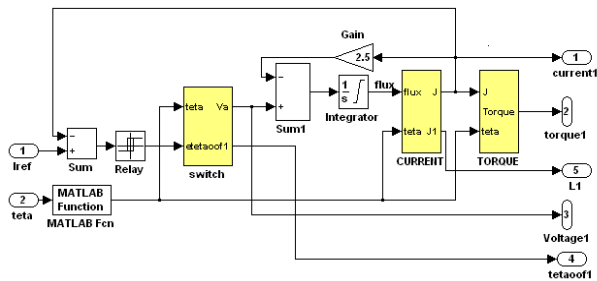 Gain
2.5
1
current1
−
+
Sum1
1
s
Integrator
flux
flux J
teta J1
CURRENT
J
Torque
teta
TORQUE
2
torque1
teta Va
etetaoof1
switch
−
+
Sum
Relay
1
Iref
2
teta
MATLAB
Function
MATLAB Fcn
5
L1
3
Voltage1
4
tetaoof1